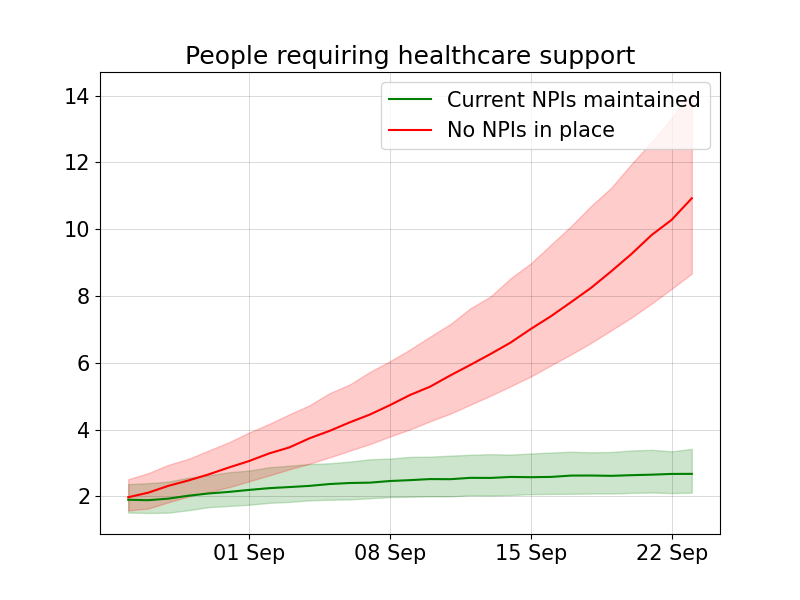 People requiring healthcare support
Current NPIs maintained
No NPIs in place
14
12
10
8
6
4
2
01 Sep 08 Sep 15 Sep 22 Sep